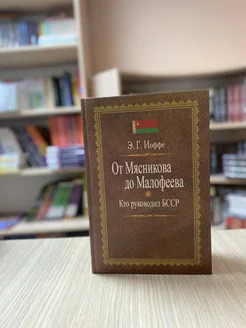 Э. Г. Иоффе
От Мясникова
до Малофеева
Кто руководил БССР